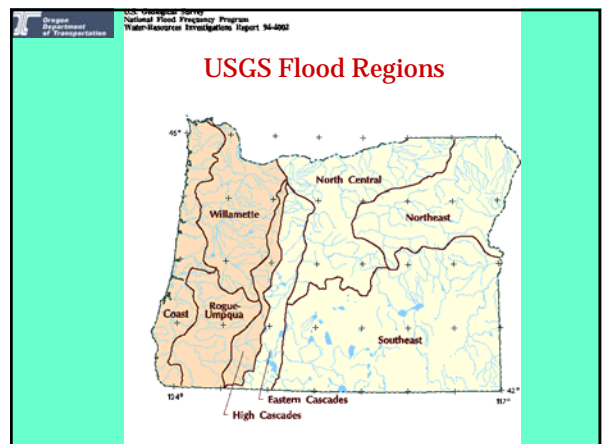 Oregon
Department
of Transportation
U.S. Geological Survey
National Flood Frequency Program
Water-Resources Investigations Report 94-4002
USGS Flood Regions
46°
North Central
Willamette
Northeast
Coast
Rogue-
Umpqua
Southeast
124°
Eastern Cascades
High Cascades
42°
117°